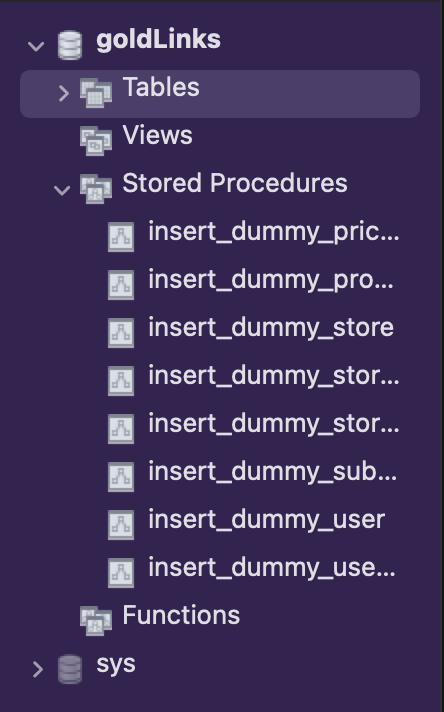 goldLinks
Tables
Views
Stored Procedures
insert_dummy_pric...
insert_dummy_pro...
insert_dummy_store
insert_dummy_stor...
insert_dummy_stor...
insert_dummy_sub...
insert_dummy_user
insert_dummy_use...
Functions
sys